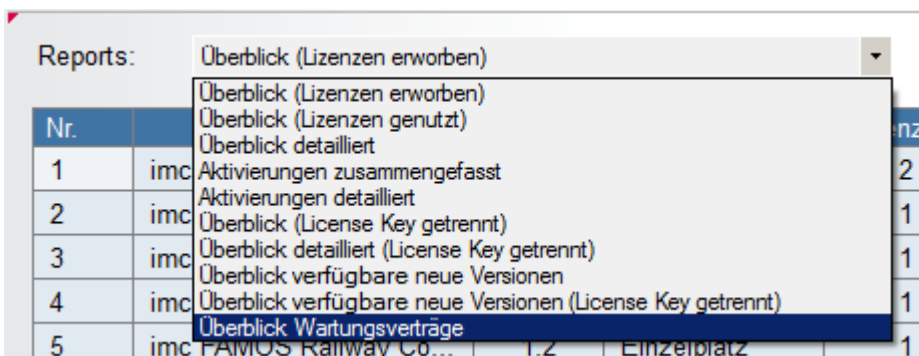 Reports: Überblick (Lizenzen erworben)
Überblick (Lizenzen erworben)
Überblick (Lizenzen genutzt)
Überblick detailliert
Aktivierungen zusammengefasst
Aktivierungen detailliert
Überblick (License Key getrennt)
Überblick detailliert (License Key getrennt)
Überblick verfügbare neue Versionen
Überblick verfügbare neue Versionen (License Key getrennt)
Überblick Wartungsverträge
Nr.
1 imc 2
2 imc 1
3 imc 1
4 imc 1
5 imc FAMOS Railway Co... 1.2 Einzelplatz 1